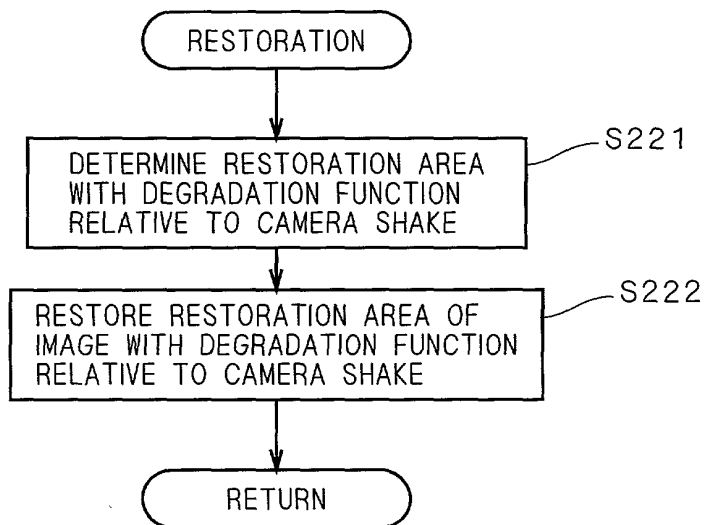 RESTORATION
S221
DETERMINE RESTORATION AREA
WITH DEGRADATION FUNCTION
RELATIVE TO CAMERA SHAKE
S222
RESTORE RESTORATION AREA OF
IMAGE WITH DEGRADATION FUNCTION
RELATIVE TO CAMERA SHAKE
RETURN